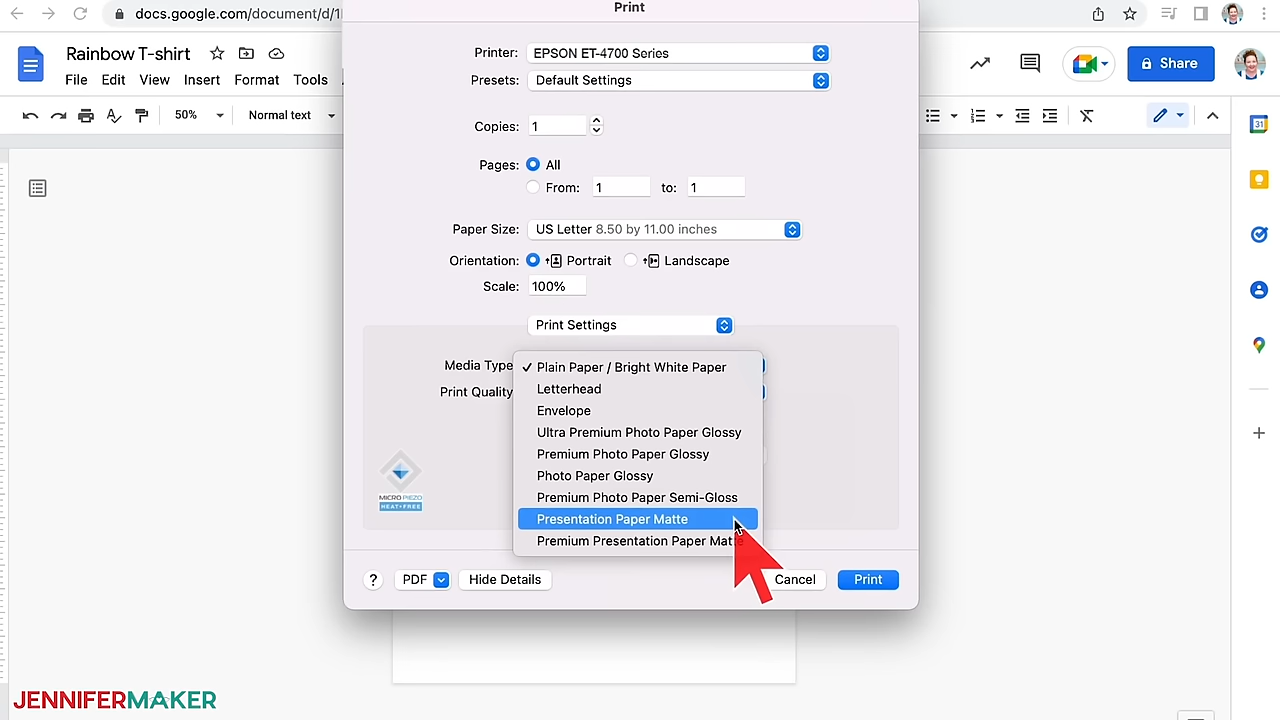 Print
docs.google.com/document/d/1
Rainbow T-shirt
File Edit View Insert Format Tools
Share
50%
Normal text
Printer: EPSON ET-4700 Series
Presets: Default Settings
Copies: 1
Pages: All
From: 1 to: 1
Paper Size: US Letter 8.50 by 11.00 inches
Orientation: Portrait Landscape
Scale: 100%
Print Settings
Media Type
Print Quality
✓ Plain Paper / Bright White Paper
Letterhead
Envelope
Ultra Premium Photo Paper Glossy
Premium Photo Paper Glossy
Photo Paper Glossy
Premium Photo Paper Semi-Gloss
Presentation Paper Matte
Premium Presentation Paper Matte
MICRO PIEZO
HEAT-FREE
? PDF Hide Details Cancel Print
31
JENNIFERMAKER